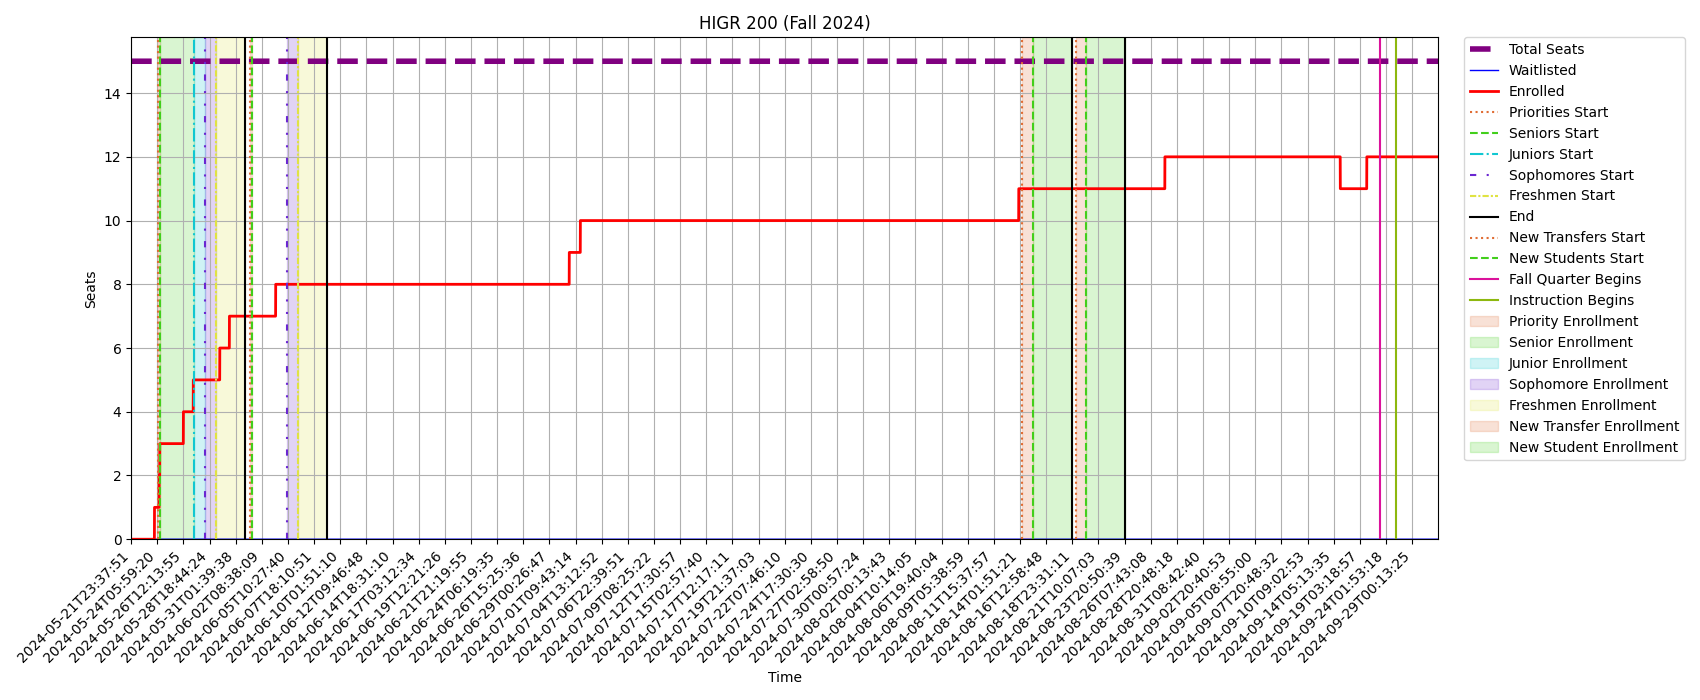 HIGR 200 (Fall 2024)
Seats
14
12
10
8
6
4
2
0
2024-05-21T23:37:51
2024-05-24T05:59:20
2024-05-26T12:13:55
2024-05-28T18:44:24
2024-05-31T01:39:38
2024-06-02T08:38:09
2024-06-05T10:27:40
2024-06-07T18:10:51
2024-06-10T01:51:10
2024-06-12T09:46:48
2024-06-14T18:31:10
2024-06-17T03:12:34
2024-06-19T12:21:26
2024-06-21T21:19:55
2024-06-24T06:19:35
2024-06-26T15:25:36
2024-06-29T00:26:47
2024-07-01T09:43:14
2024-07-04T13:12:52
2024-07-06T22:39:51
2024-07-09T08:25:22
2024-07-12T17:30:57
2024-07-15T02:57:40
2024-07-17T12:17:11
2024-07-19T21:37:03
2024-07-22T07:46:10
2024-07-24T17:30:30
2024-07-27T02:58:50
2024-07-30T00:57:24
2024-08-02T00:13:43
2024-08-04T10:14:05
2024-08-06T19:40:04
2024-08-09T05:38:59
2024-08-11T15:37:57
2024-08-14T01:51:21
2024-08-16T12:58:48
2024-08-18T23:31:11
2024-08-21T10:07:03
2024-08-23T20:50:39
2024-08-26T07:43:08
2024-08-28T20:48:18
2024-08-31T08:42:40
2024-09-02T20:40:53
2024-09-05T08:55:00
2024-09-07T20:48:32
2024-09-10T09:02:53
2024-09-14T05:13:35
2024-09-19T03:18:57
2024-09-24T01:53:18
2024-09-29T00:13:25
Time
Total Seats
Waitlisted
Enrolled
Priorities Start
Seniors Start
Juniors Start
Sophomores Start
Freshmen Start
End
New Transfers Start
New Students Start
Fall Quarter Begins
Instruction Begins
Priority Enrollment
Senior Enrollment
Junior Enrollment
Sophomore Enrollment
Freshmen Enrollment
New Transfer Enrollment
New Student Enrollment